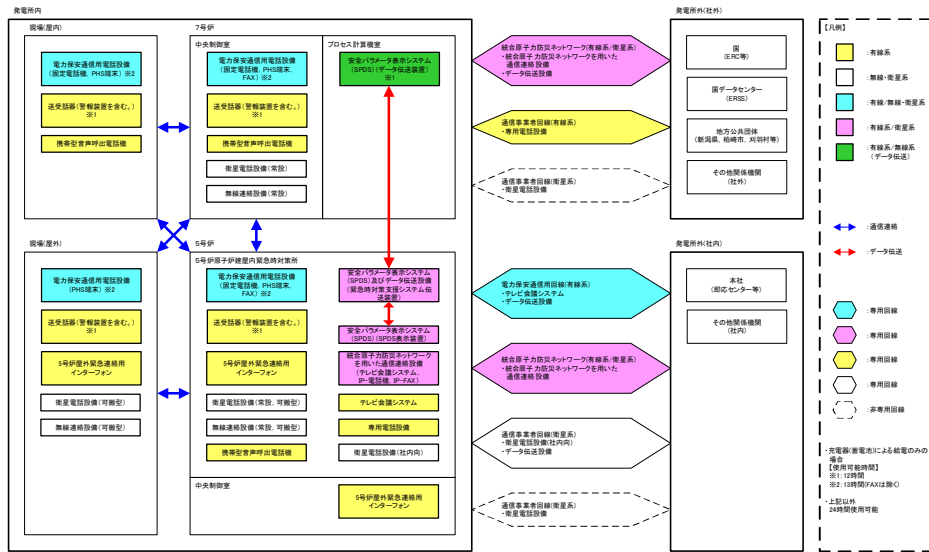 発電所内
現場(屋内)
電力保安通信用電話設備
(固定電話機、PHS端末)※2
送受話器(警報装置を含む。)
※1
携帯型音声呼出電話機
7号炉
中央制御室
電力保安通信用電話設備
(固定電話機、PHS端末、
FAX)※2
送受話器(警報装置を含む。)
※1
携帯型音声呼出電話機
衛星電話設備(常設)
無線連絡設備(常設)
プロセス計算機室
安全パラメータ表示システム
(SPDS)(データ伝送装置)
※1
現場(屋外)
電力保安通信用電話設備
(PHS端末)※2
送受話器(警報装置を含む。)
※1
5号炉屋外緊急連絡用
インターフォン
衛星電話設備(可搬型)
無線連絡設備(可搬型)
5号炉
5号炉原子炉建屋内緊急時対策所
電力保安通信用電話設備
(固定電話機、PHS端末、
FAX)※2
送受話器(警報装置を含む。)
※1
5号炉屋外緊急連絡用
インターフォン
衛星電話設備(常設、可搬型)
無線連絡設備(常設、可搬型)
携帯型音声呼出電話機
安全パラメータ表示システム
(SPDS)及びデータ伝送設備
(緊急時対策支援システム伝
送装置)
安全パラメータ表示システム
(SPDS)(SPDS表示装置)
統合原子力防災ネットワーク
を用いた通信連絡設備
(テレビ会議システム、
IP-電話機、IP-FAX)
テレビ会議システム
専用電話設備
衛星電話設備(社内向)
中央制御室
5号炉屋外緊急連絡用
インターフォン
統合原子力防災ネットワーク(有線系/衛星系)
・統合原子力防災ネットワークを用いた
通信連絡設備
・データ伝送設備
通信事業者回線(有線系)
・専用電話設備
通信事業者回線(衛星系)
・衛星電話設備
電力保安通信用回線(有線系)
・テレビ会議システム
・データ伝送設備
統合原子力防災ネットワーク(有線系/衛星系)
・統合原子力防災ネットワークを用いた
通信連絡設備
通信事業者回線(衛星系)
・衛星電話設備(社内向)
・データ伝送設備
通信事業者回線(衛星系)
・衛星電話設備
発電所外(社外)
国
(ERC等)
国データセンター
(ERSS)
地方公共団体
(新潟県、柏崎市、刈羽村等)
その他関係機関
(社外)
発電所外(社内)
本社
(即応センター等)
その他関係機関
(社内)
【凡例】
:有線系
:無線・衛星系
:有線/無線・衛星系
:有線系/衛星系
:有線系/無線系
(データ伝送)
:通信連絡
:データ伝送
:専用回線
:専用回線
:専用回線
:専用回線
:非専用回線
・充電器(蓄電池)による給電のみの
場合
【使用可能時間】
※1:12時間
※2:13時間(FAXは除く)
・上記以外
24時間使用可能